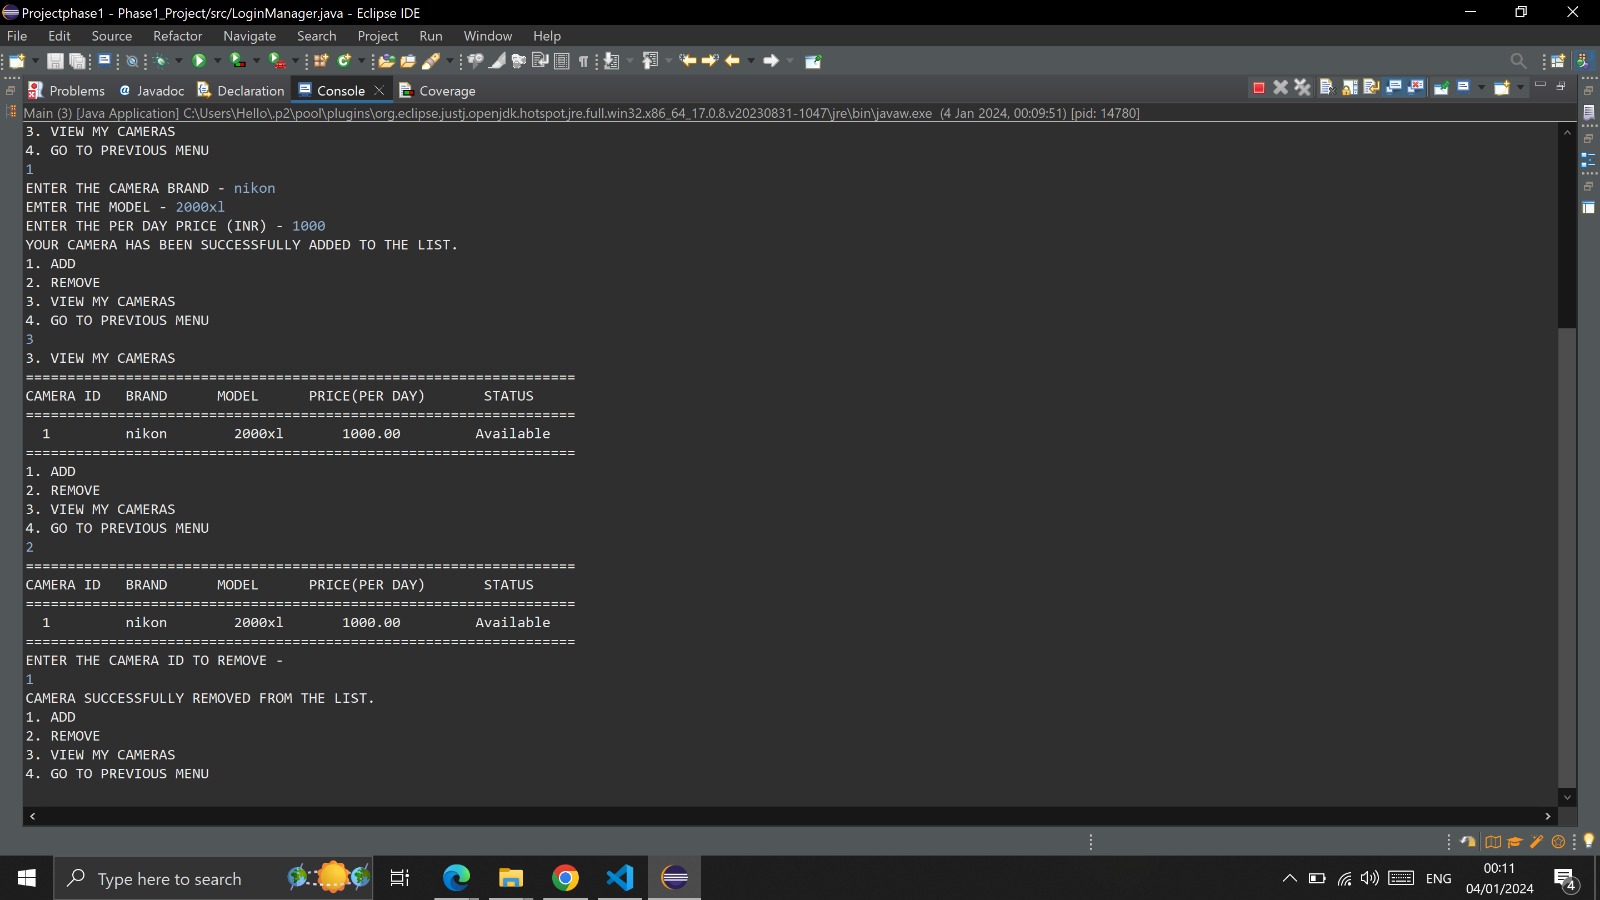 Projectphase1 - Phase1_Project/src/LoginManager.java - Eclipse IDE
File Edit Source Refactor Navigate Search Project Run Window Help
Problems Javadoc Declaration Console Coverage
Main (3) [Java Application] C:\Users\Hello\.p2\pool\plugins\org.eclipse.justj.openjdk.hotspot.jre.full.win32.x86_64_17.0.8.v20230831-1047\jre\bin\javaw.exe (4 Jan 2024, 00:09:51) [pid: 14780]
3. VIEW MY CAMERAS
4. GO TO PREVIOUS MENU
1
ENTER THE CAMERA BRAND - nikon
EMTER THE MODEL - 2000xl
ENTER THE PER DAY PRICE (INR) - 1000
YOUR CAMERA HAS BEEN SUCCESSFULLY ADDED TO THE LIST.
1. ADD
2. REMOVE
3. VIEW MY CAMERAS
4. GO TO PREVIOUS MENU
3
3. VIEW MY CAMERAS
==================================================================
CAMERA ID BRAND MODEL PRICE(PER DAY) STATUS
==================================================================
1 nikon 2000xl 1000.00 Available
==================================================================
1. ADD
2. REMOVE
3. VIEW MY CAMERAS
4. GO TO PREVIOUS MENU
2
==================================================================
CAMERA ID BRAND MODEL PRICE(PER DAY) STATUS
==================================================================
1 nikon 2000xl 1000.00 Available
==================================================================
ENTER THE CAMERA ID TO REMOVE -
1
CAMERA SUCCESSFULLY REMOVED FROM THE LIST.
1. ADD
2. REMOVE
3. VIEW MY CAMERAS
4. GO TO PREVIOUS MENU
Type here to search
ENG
00:11
04/01/2024
4